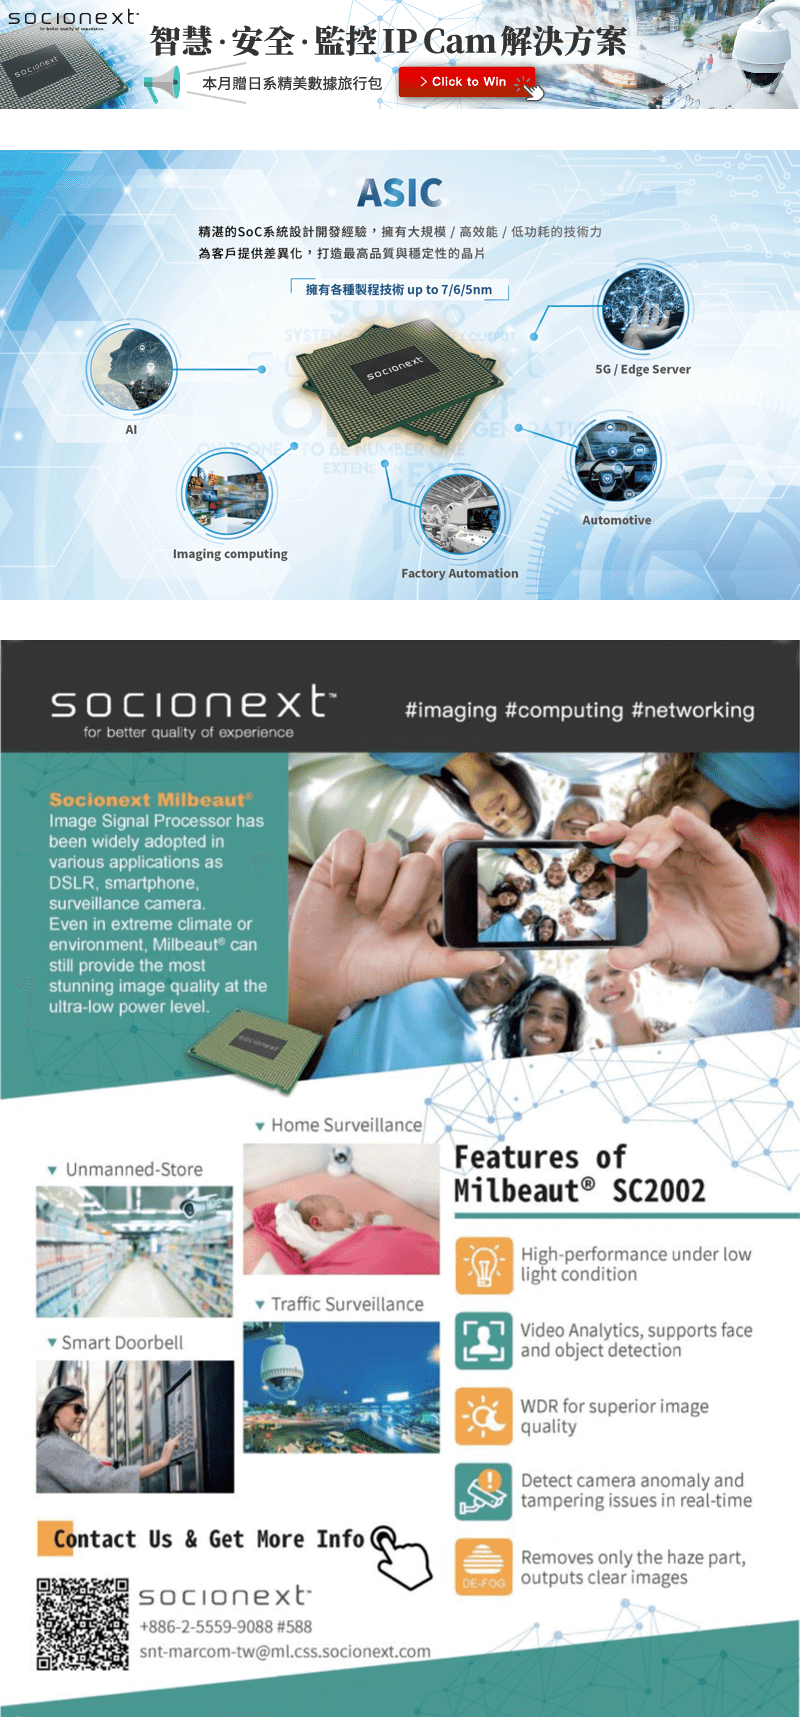 socionext
for better quality of experience
智慧·安全·監控 IP Cam 解決方案
socionext
本月贈日系精美數據旅行包
> Click to Win
ASIC
精湛的SoC系統設計開發經驗，擁有大規模 / 高效能 / 低功耗的技術力
為客戶提供差異化，打造最高品質與穩定性的晶片
擁有各種製程技術 up to 7/6/5nm
socionext
5G / Edge Server
AI
Automotive
Imaging computing
Factory Automation
socionext™
for better quality of experience
#imaging #computing #networking
Socionext Milbeaut®
Image Signal Processor has
been widely adopted in
various applications as
DSLR, smartphone,
surveillance camera.
Even in extreme climate or
environment, Milbeaut® can
still provide the most
stunning image quality at the
ultra-low power level.
socionext
▼ Home Surveillance
▼ Unmanned-Store
▼ Traffic Surveillance
▼ Smart Doorbell
Features of
Milbeaut® SC2002
High-performance under low
light condition
Video Analytics, supports face
and object detection
WDR for superior image
quality
Detect camera anomaly and
tampering issues in real-time
DE-FOG
Removes only the haze part,
outputs clear images
Contact Us & Get More Info
socionext™
+886-2-5559-9088 #588
snt-marcom-tw@ml.css.socionext.com